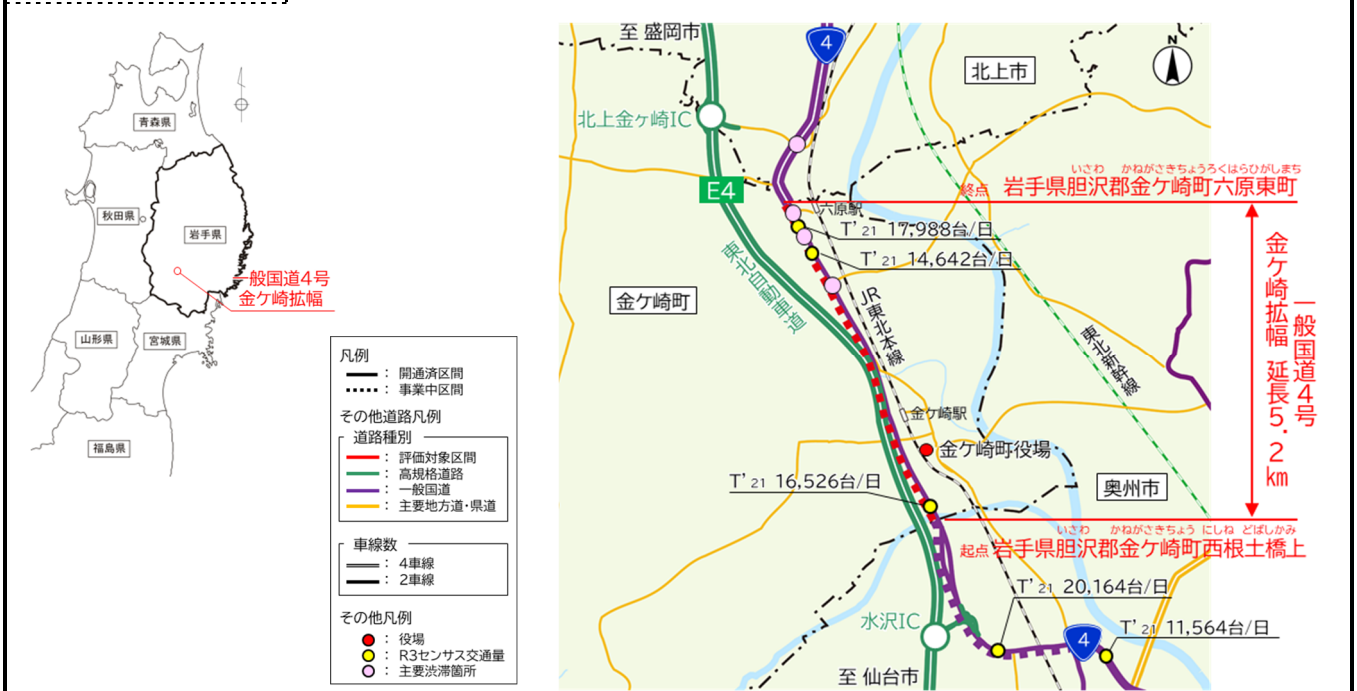 青森県
秋田県
岩手県
一般国道4号
金ケ崎拡幅
山形県
宮城県
福島県
凡例
： 開通済区間
： 事業中区間
その他道路凡例
道路種別
： 評価対象区間
： 高規格道路
： 一般国道
： 主要地方道・県道
車線数
： 4車線
： 2車線
その他凡例
： 役場
： R3センサス交通量
： 主要渋滞箇所
至 盛岡市
4
北上市
N
北上金ヶ崎IC
E4
いさわ かねがさきちょうろくはらひがしまち
終点 岩手県胆沢郡金ケ崎町六原東町
六原駅
T'21 17,988台/日
T'21 14,642台/日
東北自動車道
金ケ崎町
JR東北本線
東北新幹線
一般国道4号
金ケ崎拡幅 延長5.2km
金ケ崎駅
金ケ崎町役場
T'21 16,526台/日
奥州市
いさわ かねがさきちょう にしね どばしかみ
起点 岩手県胆沢郡金ケ崎町西根土橋上
T'21 20,164台/日
水沢IC
4
T'21 11,564台/日
至 仙台市